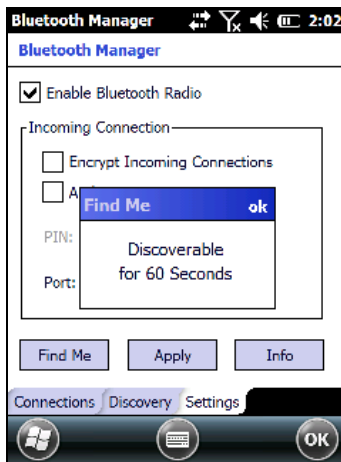 Bluetooth Manager 2:02
Bluetooth Manager
Enable Bluetooth Radio
Incoming Connection
Encrypt Incoming Connections
Find Me ok
PIN:
Discoverable
for 60 Seconds
Port:
Find Me Apply Info
Connections Discovery Settings
OK